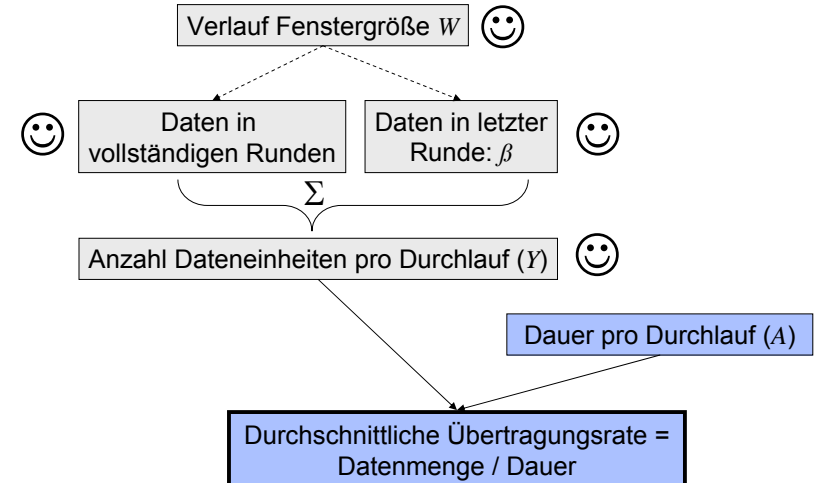 Verlauf Fenstergröße W
Daten in
vollständigen Runden
Daten in letzter
Runde: ß
Σ
Anzahl Dateneinheiten pro Durchlauf (Y)
Dauer pro Durchlauf (A)
Durchschnittliche Übertragungsrate =
Datenmenge / Dauer